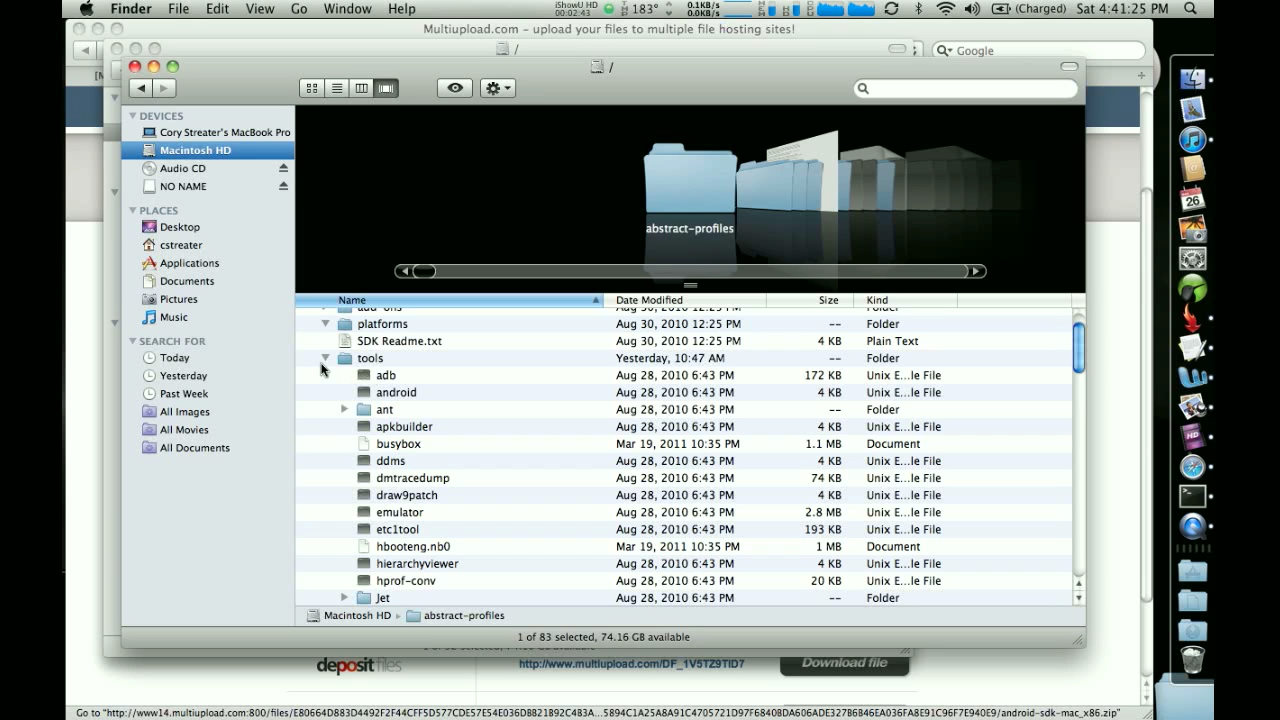 Finder File Edit View Go Window Help iShowU HD 00:02:43 183° 0.1KB/s 0.0KB/s (Charged) Sat 4:41:25 PM
Multiupload.com – upload your files to multiple file hosting sites!
/
Google
/
DEVICES
Cory Streater's MacBook Pro
Macintosh HD
Audio CD
NO NAME
PLACES
Desktop
cstreater
Applications
Documents
Pictures
Music
SEARCH FOR
Today
Yesterday
Past Week
All Images
All Movies
All Documents
abstract-profiles
Name Date Modified Size Kind
add-ons Aug 30, 2010 12:25 PM -- Folder
platforms Aug 30, 2010 12:25 PM -- Folder
SDK Readme.txt Aug 30, 2010 12:25 PM 4 KB Plain Text
tools Yesterday, 10:47 AM -- Folder
adb Aug 28, 2010 6:43 PM 172 KB Unix E...le File
android Aug 28, 2010 6:43 PM 4 KB Unix E...le File
ant Aug 28, 2010 6:43 PM -- Folder
apkbuilder Aug 28, 2010 6:43 PM 4 KB Unix E...le File
busybox Mar 19, 2011 10:35 PM 1.1 MB Document
ddms Aug 28, 2010 6:43 PM 4 KB Unix E...le File
dmtracedump Aug 28, 2010 6:43 PM 74 KB Unix E...le File
draw9patch Aug 28, 2010 6:43 PM 4 KB Unix E...le File
emulator Aug 28, 2010 6:43 PM 2.8 MB Unix E...le File
etc1tool Aug 28, 2010 6:43 PM 193 KB Unix E...le File
hbooteng.nb0 Mar 19, 2011 10:35 PM 1 MB Document
hierarchyviewer Aug 28, 2010 6:43 PM 4 KB Unix E...le File
hprof-conv Aug 28, 2010 6:43 PM 20 KB Unix E...le File
Jet Aug 28, 2010 6:43 PM -- Folder
Macintosh HD ▸ abstract-profiles
1 of 83 selected, 74.16 GB available
depositfiles http://www.multiupload.com/DF_1V5TZ9TID7 Download file